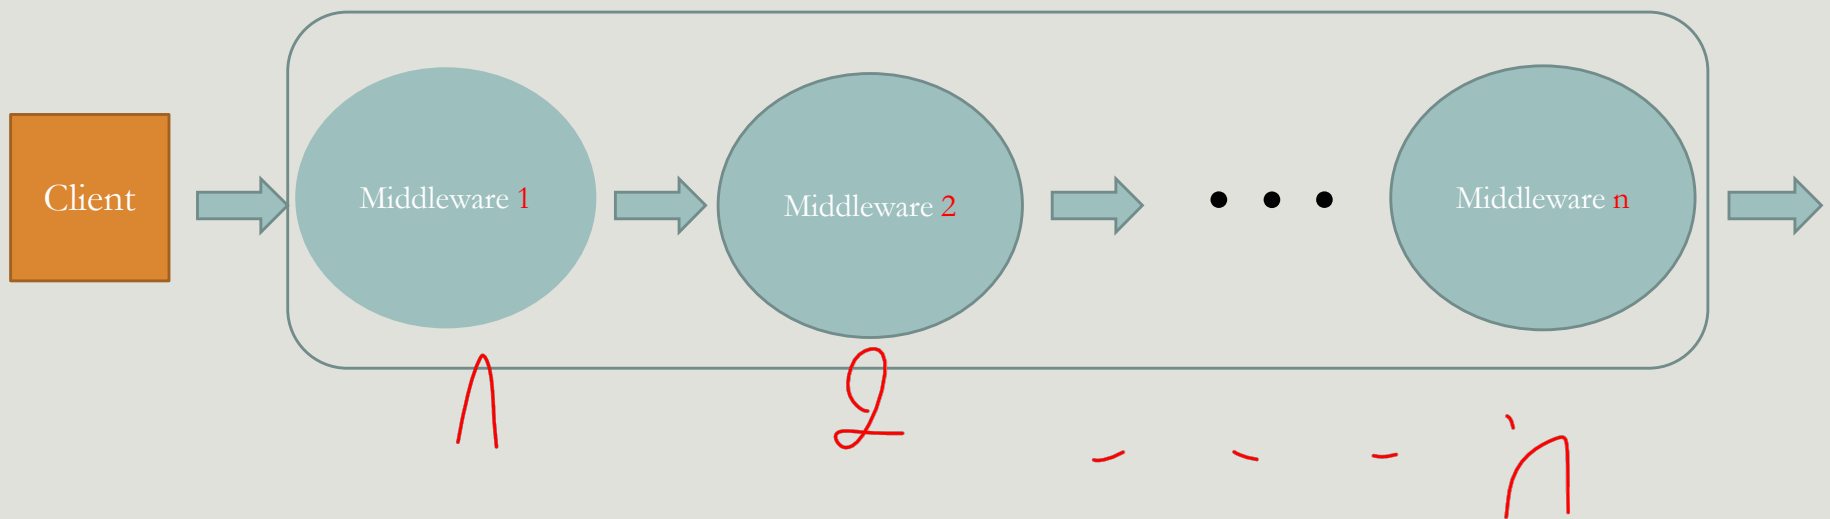 Client
Middleware 1
Middleware 2
• • •
Middleware n
1
2
- - - n